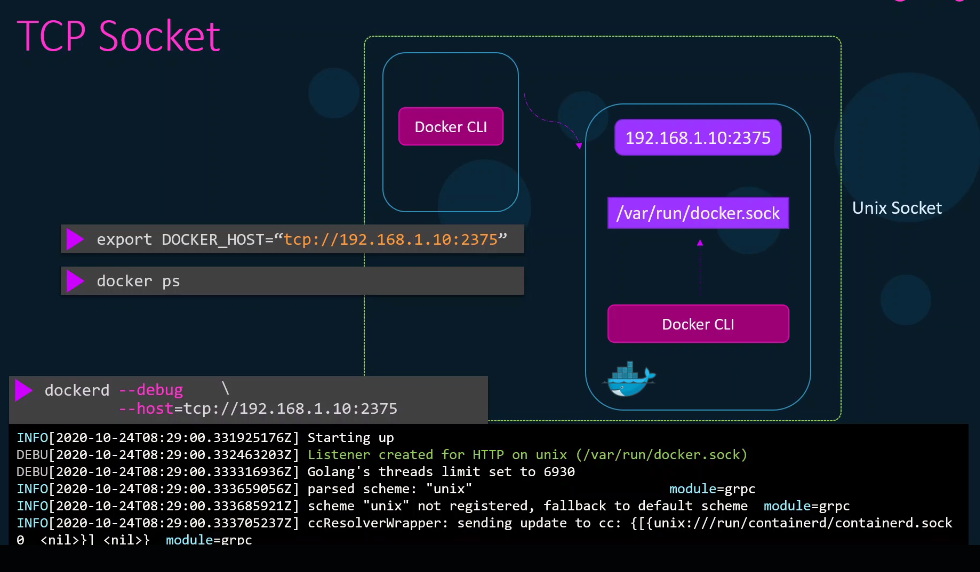 TCP Socket
Docker CLI
192.168.1.10:2375
/var/run/docker.sock
Unix Socket
Docker CLI
export DOCKER_HOST=“tcp://192.168.1.10:2375”
docker ps
dockerd --debug \
--host=tcp://192.168.1.10:2375
INFO[2020-10-24T08:29:00.331925176Z] Starting up
DEBU[2020-10-24T08:29:00.332463203Z] Listener created for HTTP on unix (/var/run/docker.sock)
DEBU[2020-10-24T08:29:00.333316936Z] Golang's threads limit set to 6930
INFO[2020-10-24T08:29:00.333659056Z] parsed scheme: "unix" module=grpc
INFO[2020-10-24T08:29:00.333685921Z] scheme "unix" not registered, fallback to default scheme module=grpc
INFO[2020-10-24T08:29:00.333705237Z] ccResolverWrapper: sending update to cc: {[{unix:///run/containerd/containerd.sock
0 <nil>}] <nil>} module=grpc